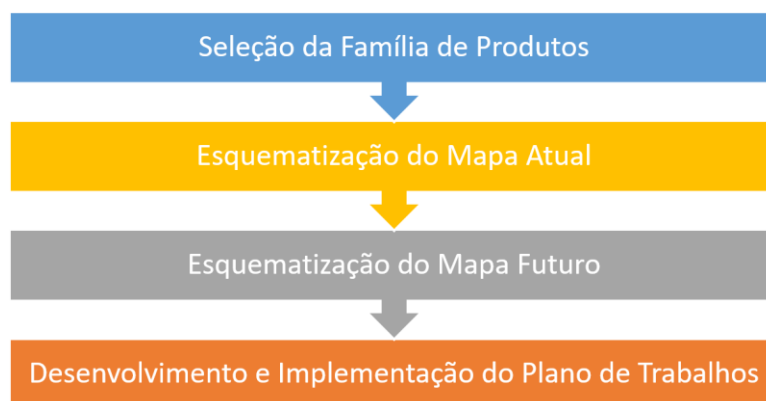 Seleção da Família de Produtos
Esquematização do Mapa Atual
Esquematização do Mapa Futuro
Desenvolvimento e Implementação do Plano de Trabalhos